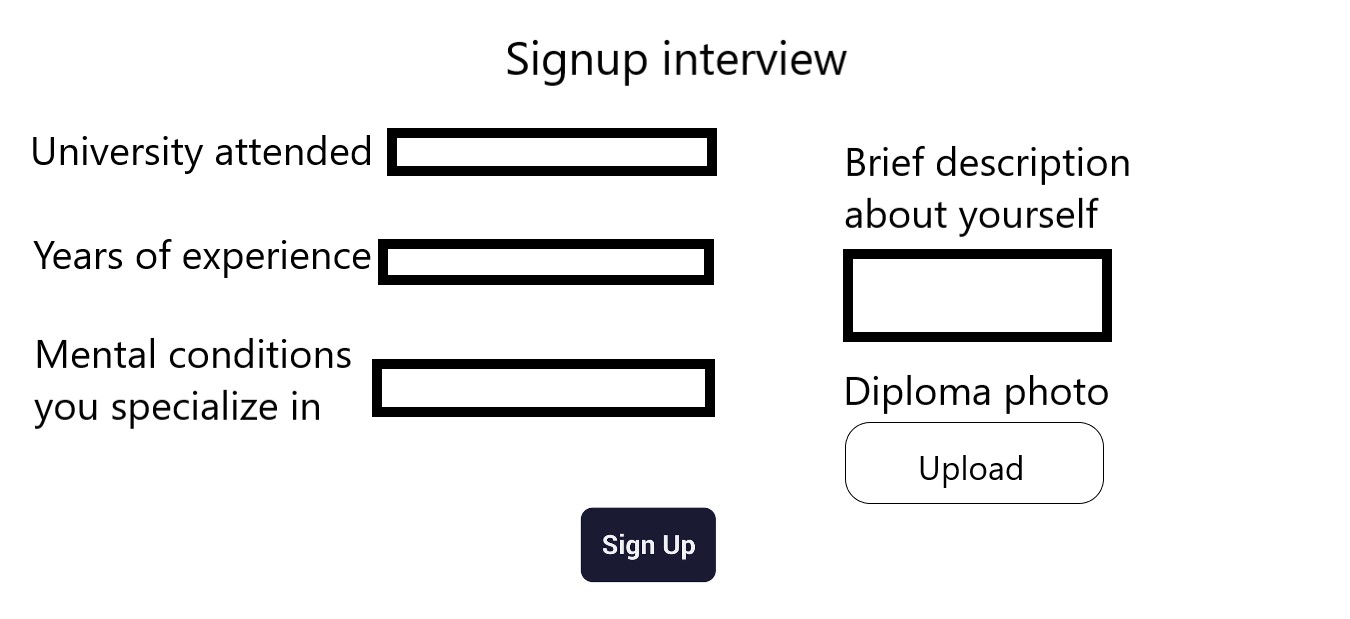 Signup interview
University attended
Years of experience
Mental conditions
you specialize in
Brief description
about yourself
Diploma photo
Upload
Sign Up